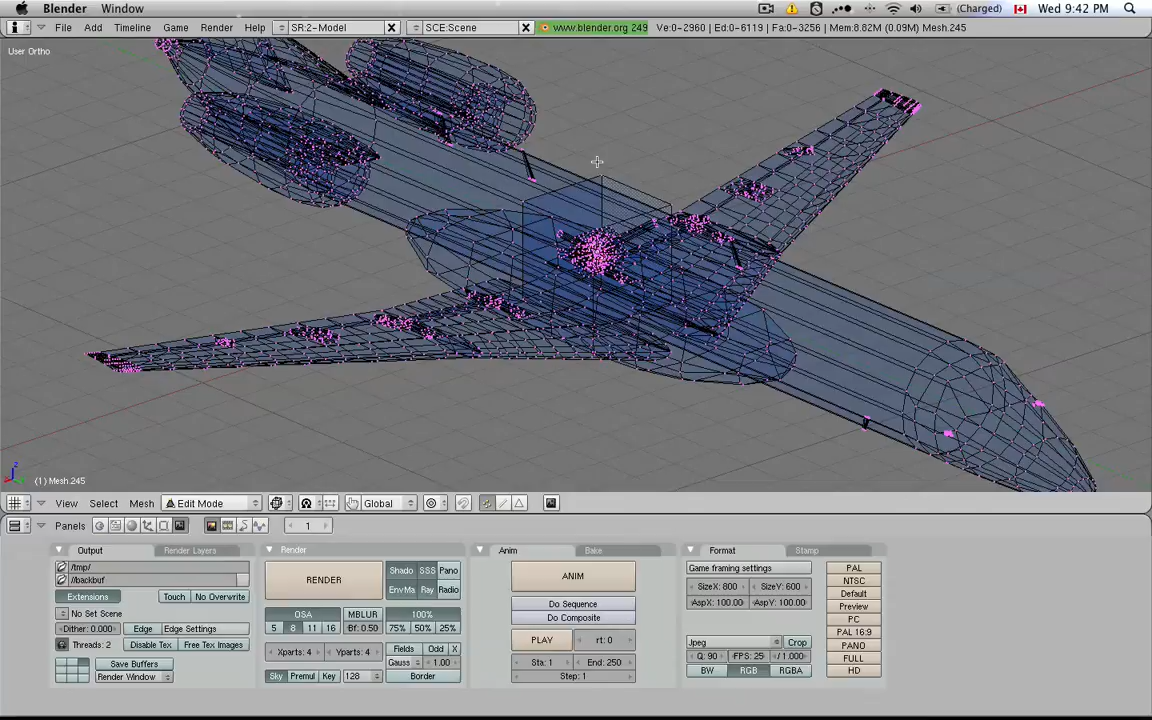 Blender Window (Charged) Wed 9:42 PM
File Add Timeline Game Render Help SR:2-Model SCE:Scene www.blender.org 249 Ve:0-2960 | Ed:0-6119 | Fa:0-3256 | Mem:8.82M (0.09M) Mesh.245
User Ortho
z
(1) Mesh.245
View Select Mesh Edit Mode Global
Panels 1
Output Render Layers Render Anim Bake Format Stamp
/tmp/ Shado SSS Pano Game framing settings PAL
//backbuf RENDER EnvMa Ray Radio ANIM SizeX: 800 SizeY: 600 NTSC
Extensions Touch No Overwrite AspX: 100.00 AspY: 100.00 Default
No Set Scene OSA MBLUR 100% Do Sequence Preview
Dither: 0.000 Edge Edge Settings 5 8 11 16 Bf: 0.50 75% 50% 25% Do Composite PC
Threads: 2 Disable Tex Free Tex Images Xparts: 4 Yparts: 4 Fields Odd X PLAY rt: 0 Jpeg Crop PAL 16:9
Save Buffers Gauss 1.00 Sta: 1 End: 250 Q: 90 FPS: 25 / 1.000 PANO
Render Window Sky Premul Key 128 Border Step: 1 BW RGB RGBA FULL
HD